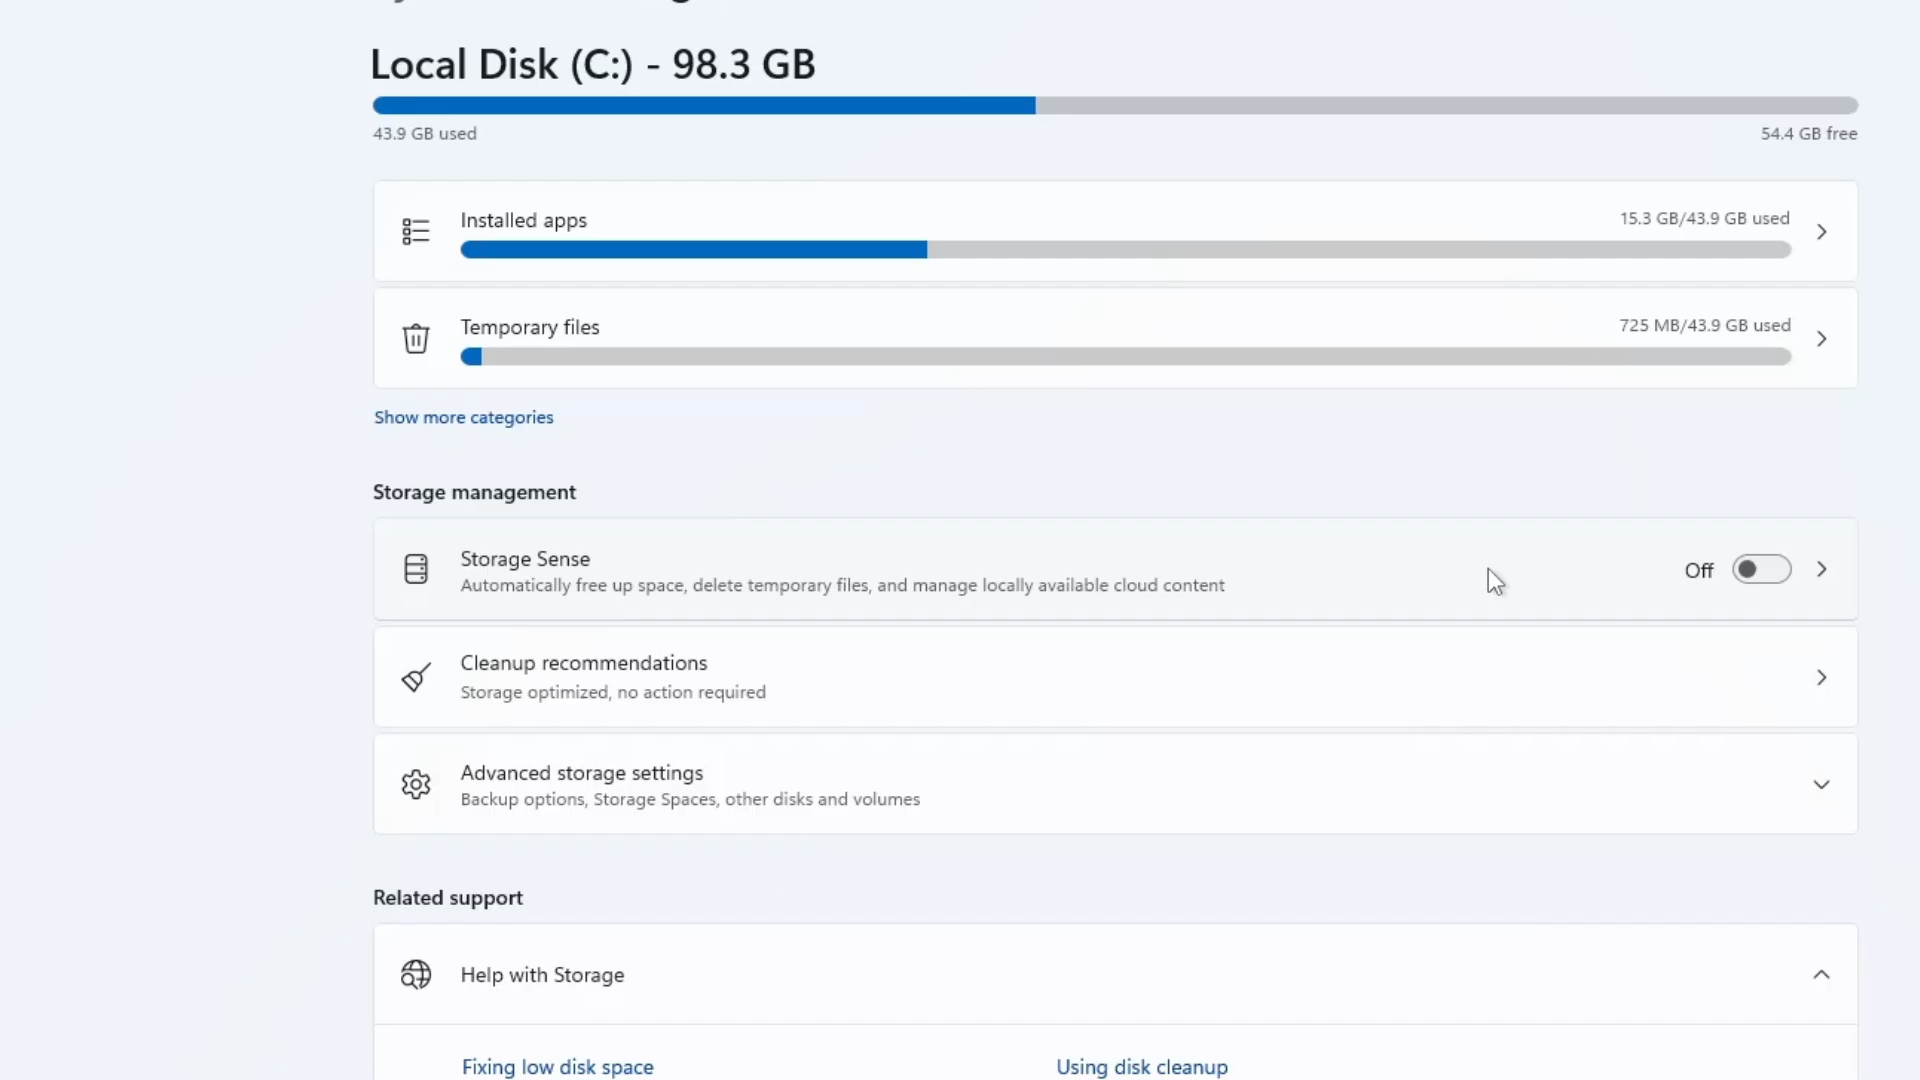 Local Disk (C:) - 98.3 GB
43.9 GB used
54.4 GB free
Installed apps
15.3 GB/43.9 GB used
Temporary files
725 MB/43.9 GB used
Show more categories
Storage management
Storage Sense
Automatically free up space, delete temporary files, and manage locally available cloud content
Off
Cleanup recommendations
Storage optimized, no action required
Advanced storage settings
Backup options, Storage Spaces, other disks and volumes
Related support
Help with Storage
Fixing low disk space
Using disk cleanup